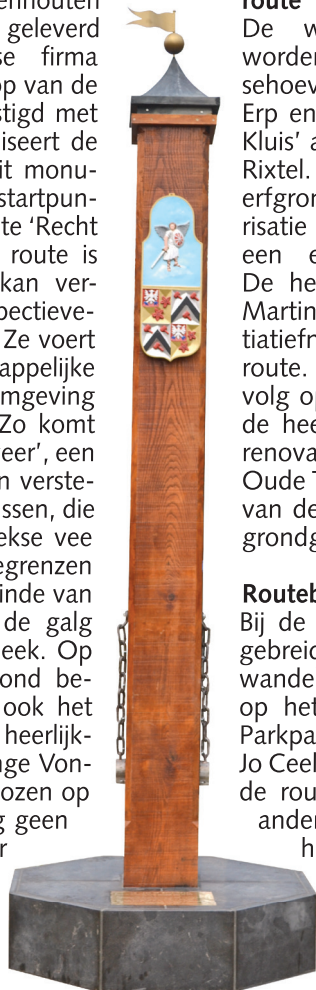 enhouten
geleverd
se firma
op van de
stigd met
iseert de
it monu-
startpun-
te ‘Recht
route is
kan ver-
pectieve-
Ze voert
appelijke
mgeving
Zo komt
veer’, een
n verste-
ssen, die
ekse vee
egrenzen
inde van
de galg
eek. Op
ond be-
ook het
heerlijk-
nge Von-
ozen op
g geen
r
route
De w
worden
sehoev
Erp en
Kluis’ a
Rixtel.
erfgron
risatie
een e
De he
Martin
tiatiefn
route.
volg op
de hee
renova
Oude T
van de
grondg
Routeb
Bij de
gebreid
wande
op het
Parkpa
Jo Ceel
de rou
ander
h